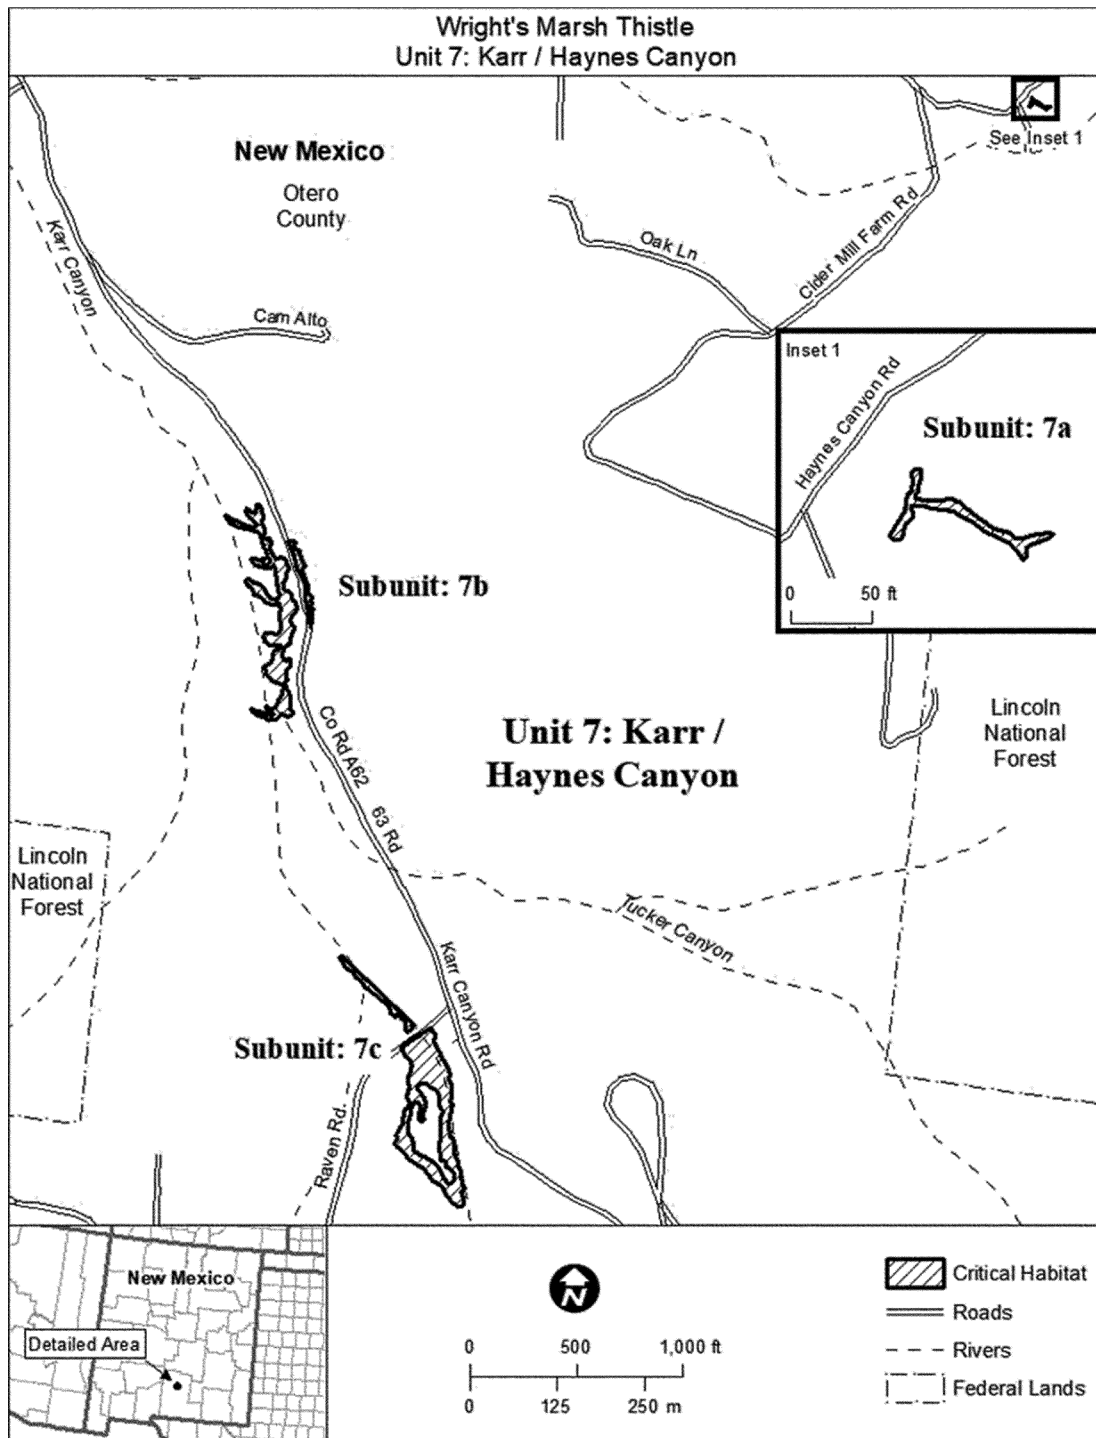 Wright's Marsh Thistle
Unit 7: Karr / Haynes Canyon
See Inset 1
New Mexico
Otero
County
Karr Canyon
Cam Alto
Oak Ln
Cider Mill Farm Rd
Inset 1
Haynes Canyon Rd
Subunit: 7a
0 50 ft
Subunit: 7b
Co Rd A62
63 Rd
Unit 7: Karr /
Haynes Canyon
Lincoln
National
Forest
Lincoln
National
Forest
Tucker Canyon
Karr Canyon Rd
Subunit: 7c
Raven Rd.
New Mexico
Detailed Area
N
0 500 1,000 ft
0 125 250 m
Critical Habitat
Roads
Rivers
Federal Lands